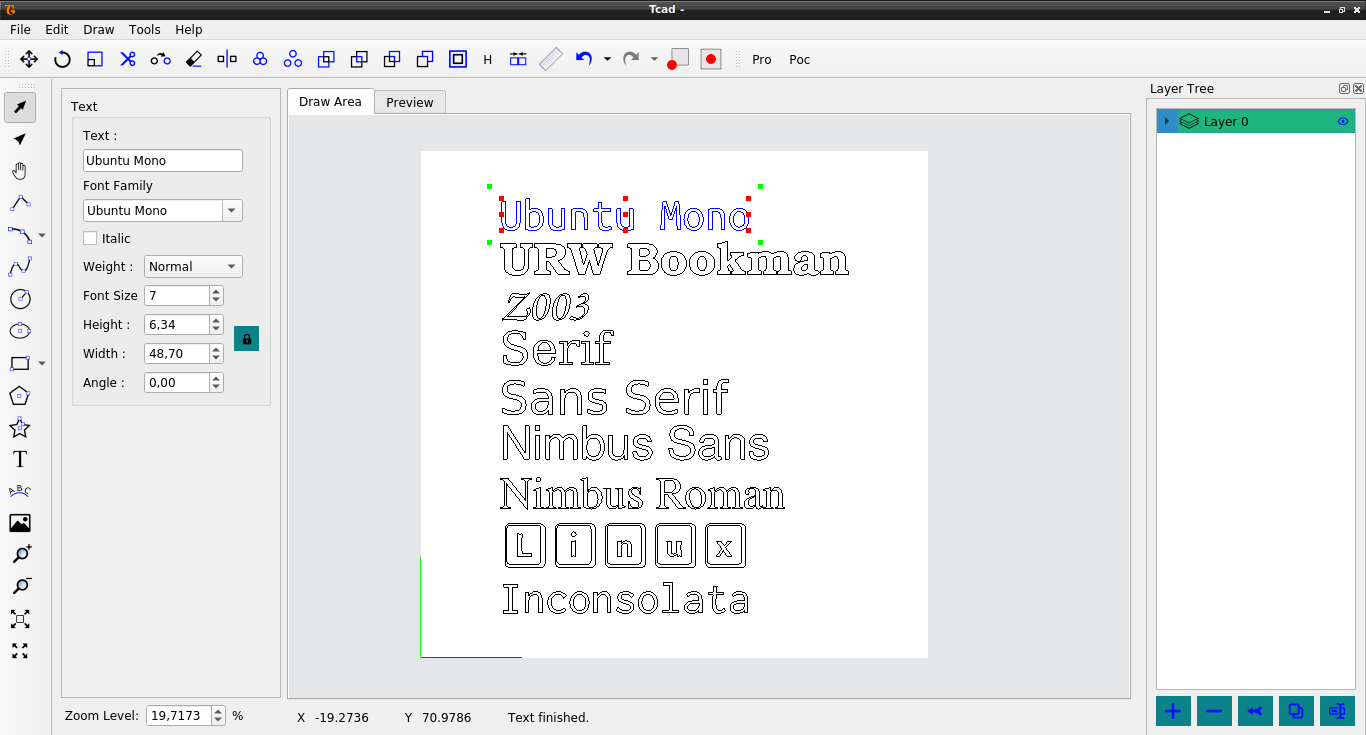 Tcad -
File Edit Draw Tools Help
H Pro Poc
Text
Text :
Ubuntu Mono
Font Family
Ubuntu Mono
Italic
Weight : Normal
Font Size 7
Height : 6,34
Width : 48,70
Angle : 0,00
T
ABC
Draw Area Preview
Ubuntu Mono
URW Bookman
Z003
Serif
Sans Serif
Nimbus Sans
Nimbus Roman
Linux
Inconsolata
Layer Tree
Layer 0
Zoom Level: 19,7173 % X -19.2736 Y 70.9786 Text finished.